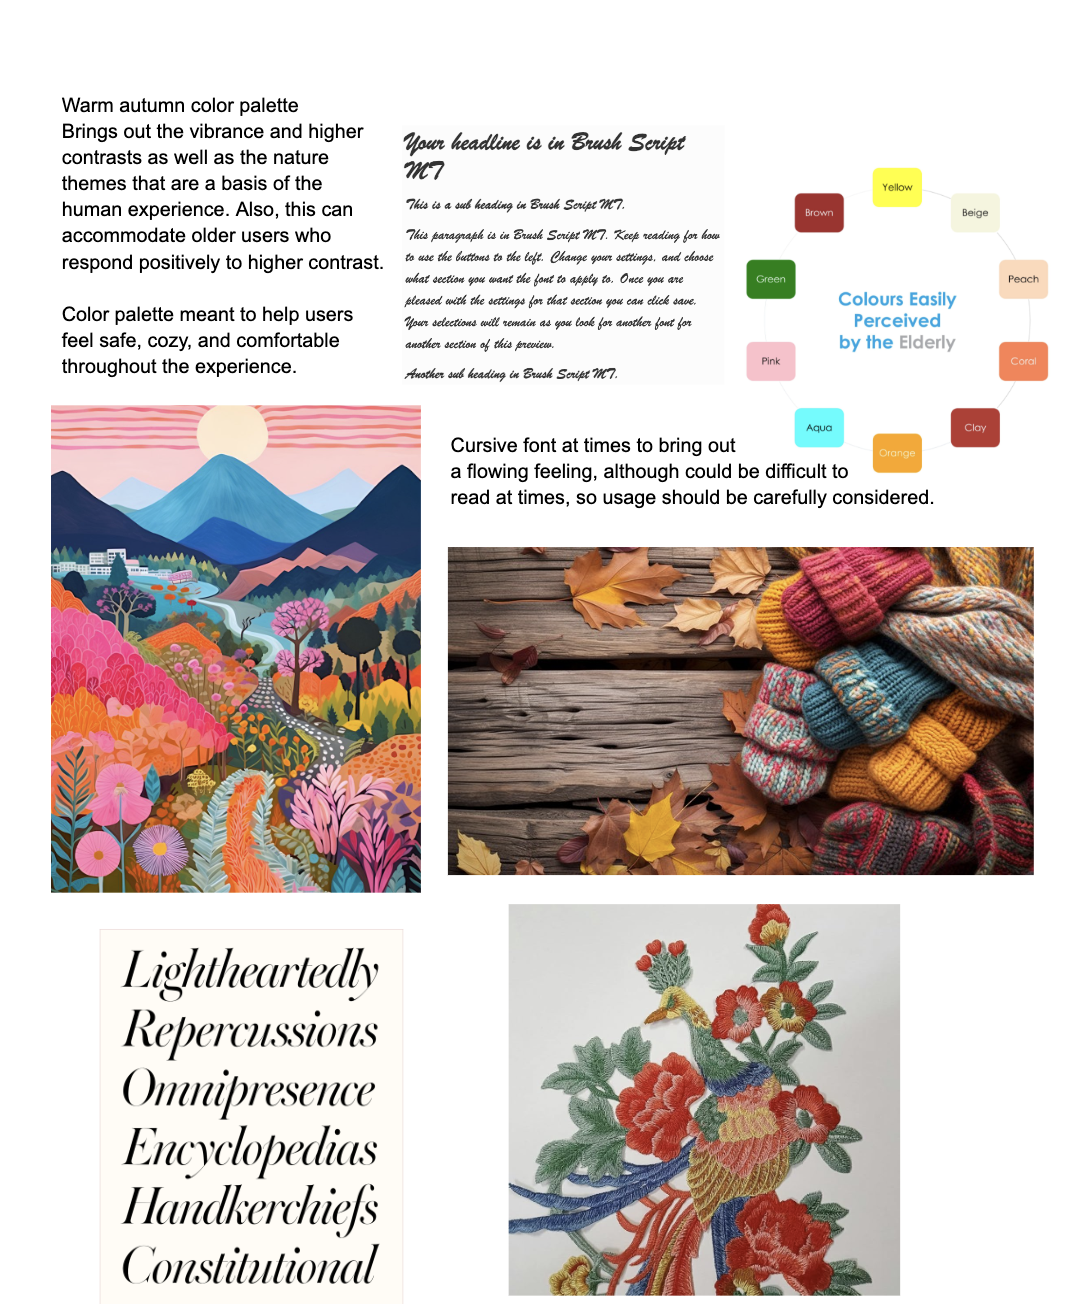 Warm autumn color palette
Brings out the vibrance and higher
contrasts as well as the nature
themes that are a basis of the
human experience. Also, this can
accommodate older users who
respond positively to higher contrast.
Color palette meant to help users
feel safe, cozy, and comfortable
throughout the experience.
Your headline is in Brush Script
MT
This is a sub heading in Brush Script MT.
This paragraph is in Brush Script MT. Keep reading for how
to use the buttons to the left. Change your settings, and choose
what section you want the font to apply to. Once you are
pleased with the settings for that section you can click save.
Your selections will remain as you look for another font for
another section of this preview.
Another sub heading in Brush Script MT.
Yellow
Beige
Peach
Coral
Clay
Orange
Aqua
Pink
Green
Brown
Colours Easily
Perceived
by the Elderly
Cursive font at times to bring out
a flowing feeling, although could be difficult to
read at times, so usage should be carefully considered.
Lightheartedly
Repercussions
Omnipresence
Encyclopedias
Handkerchiefs
Constitutional